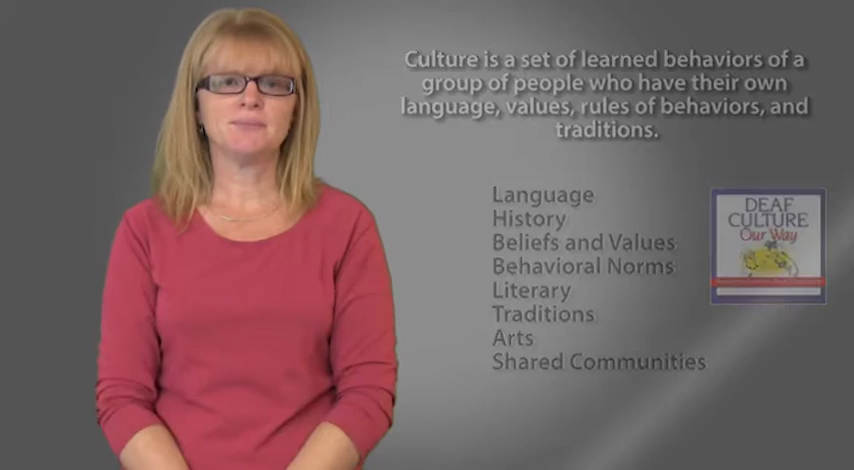 Culture is a set of learned behaviors of a
group of people who have their own
language, values, rules of behaviors, and
traditions.
Language
History
Beliefs and Values
Behavioral Norms
Literary
Traditions
Arts
Shared Communities
DEAF
CULTURE
Our Way